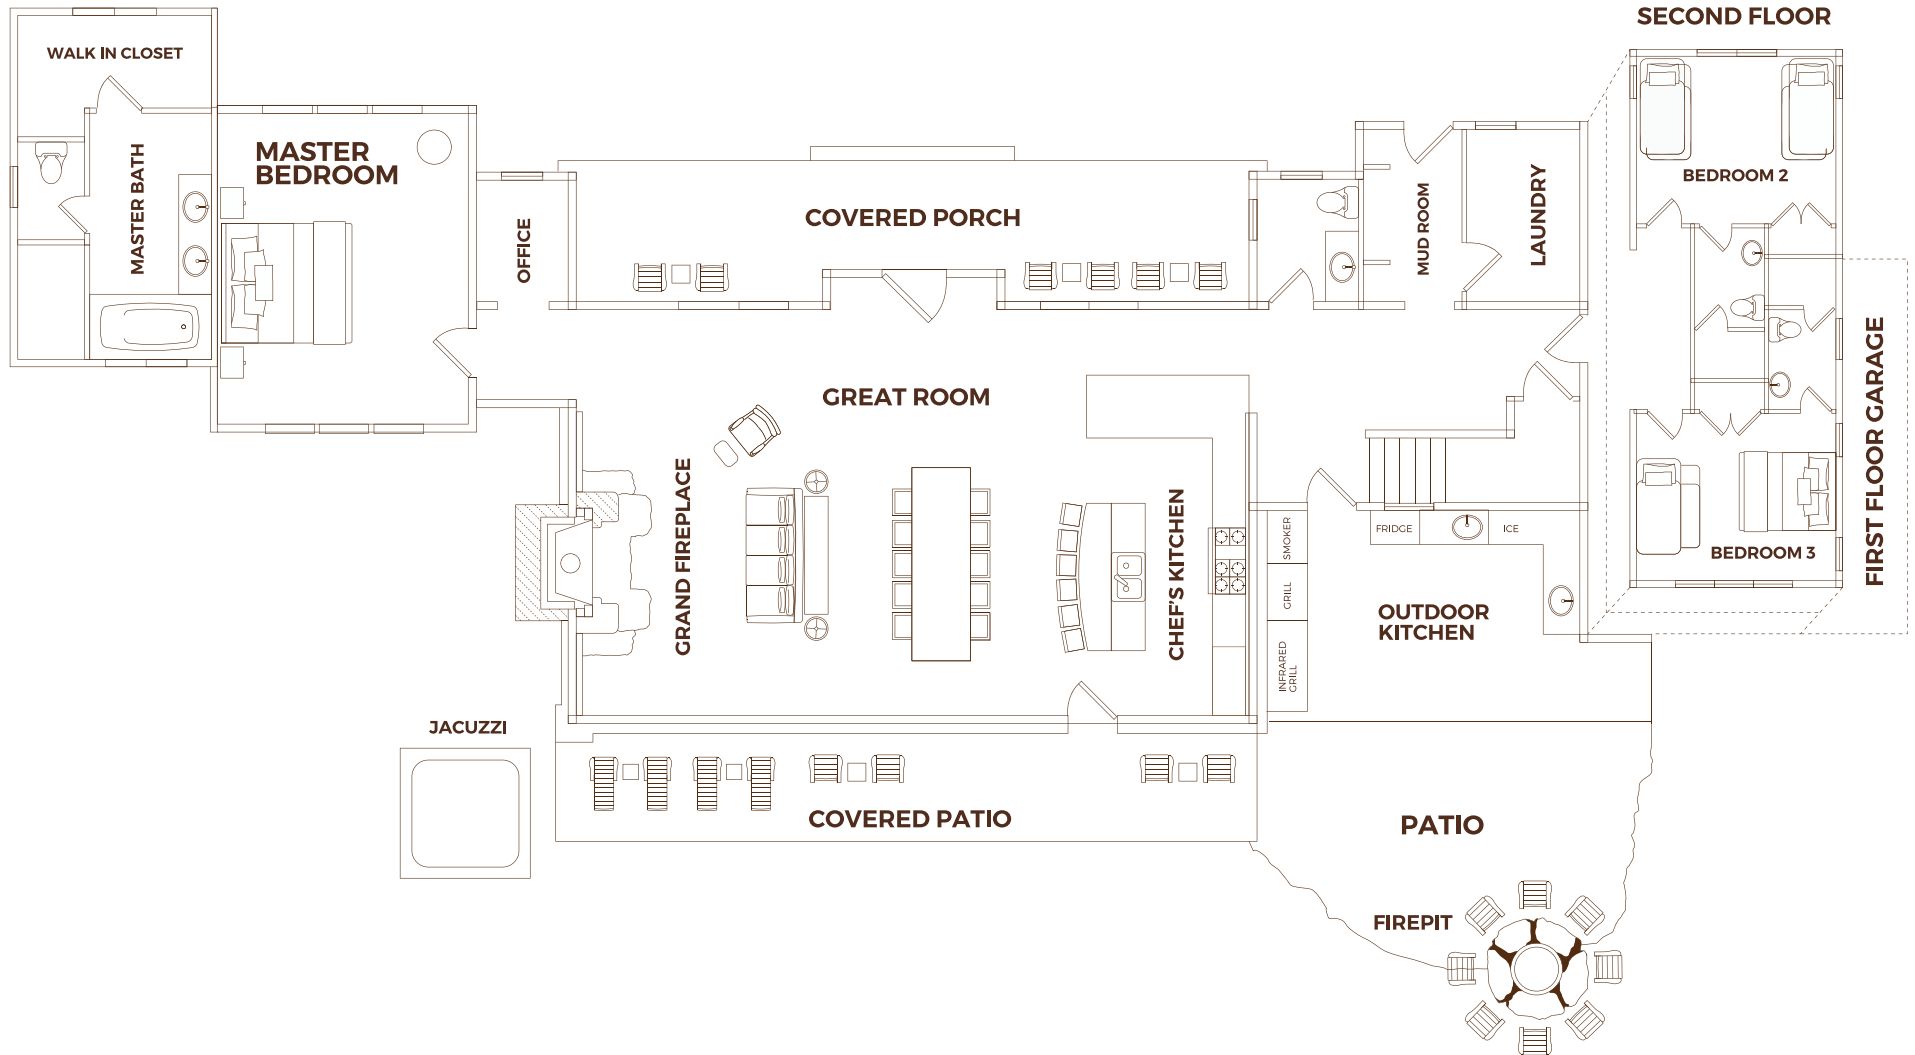 SECOND FLOOR
WALK IN CLOSET
MASTER BATH
MASTER
BEDROOM
OFFICE
COVERED PORCH
MUD ROOM
LAUNDRY
BEDROOM 2
GREAT ROOM
GRAND FIREPLACE
CHEF'S KITCHEN
SMOKER
GRILL
INFRARED
GRILL
FRIDGE
ICE
OUTDOOR
KITCHEN
BEDROOM 3
FIRST FLOOR GARAGE
JACUZZI
COVERED PATIO
PATIO
FIREPIT